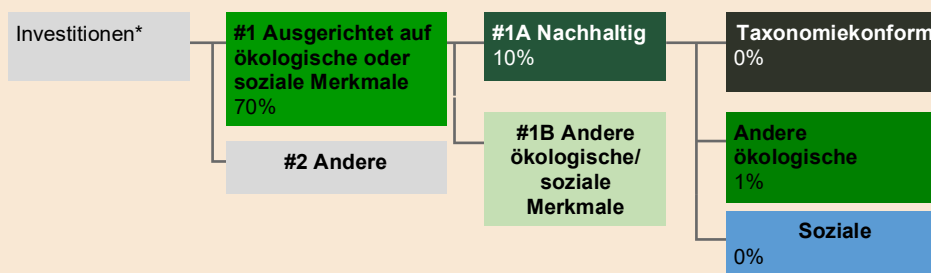 Investitionen*
#1 Ausgerichtet auf
ökologische oder
soziale Merkmale
70%
#2 Andere
#1A Nachhaltig
10%
#1B Andere
ökologische/
soziale
Merkmale
Taxonomiekonform
0%
Andere
ökologische
1%
Soziale
0%